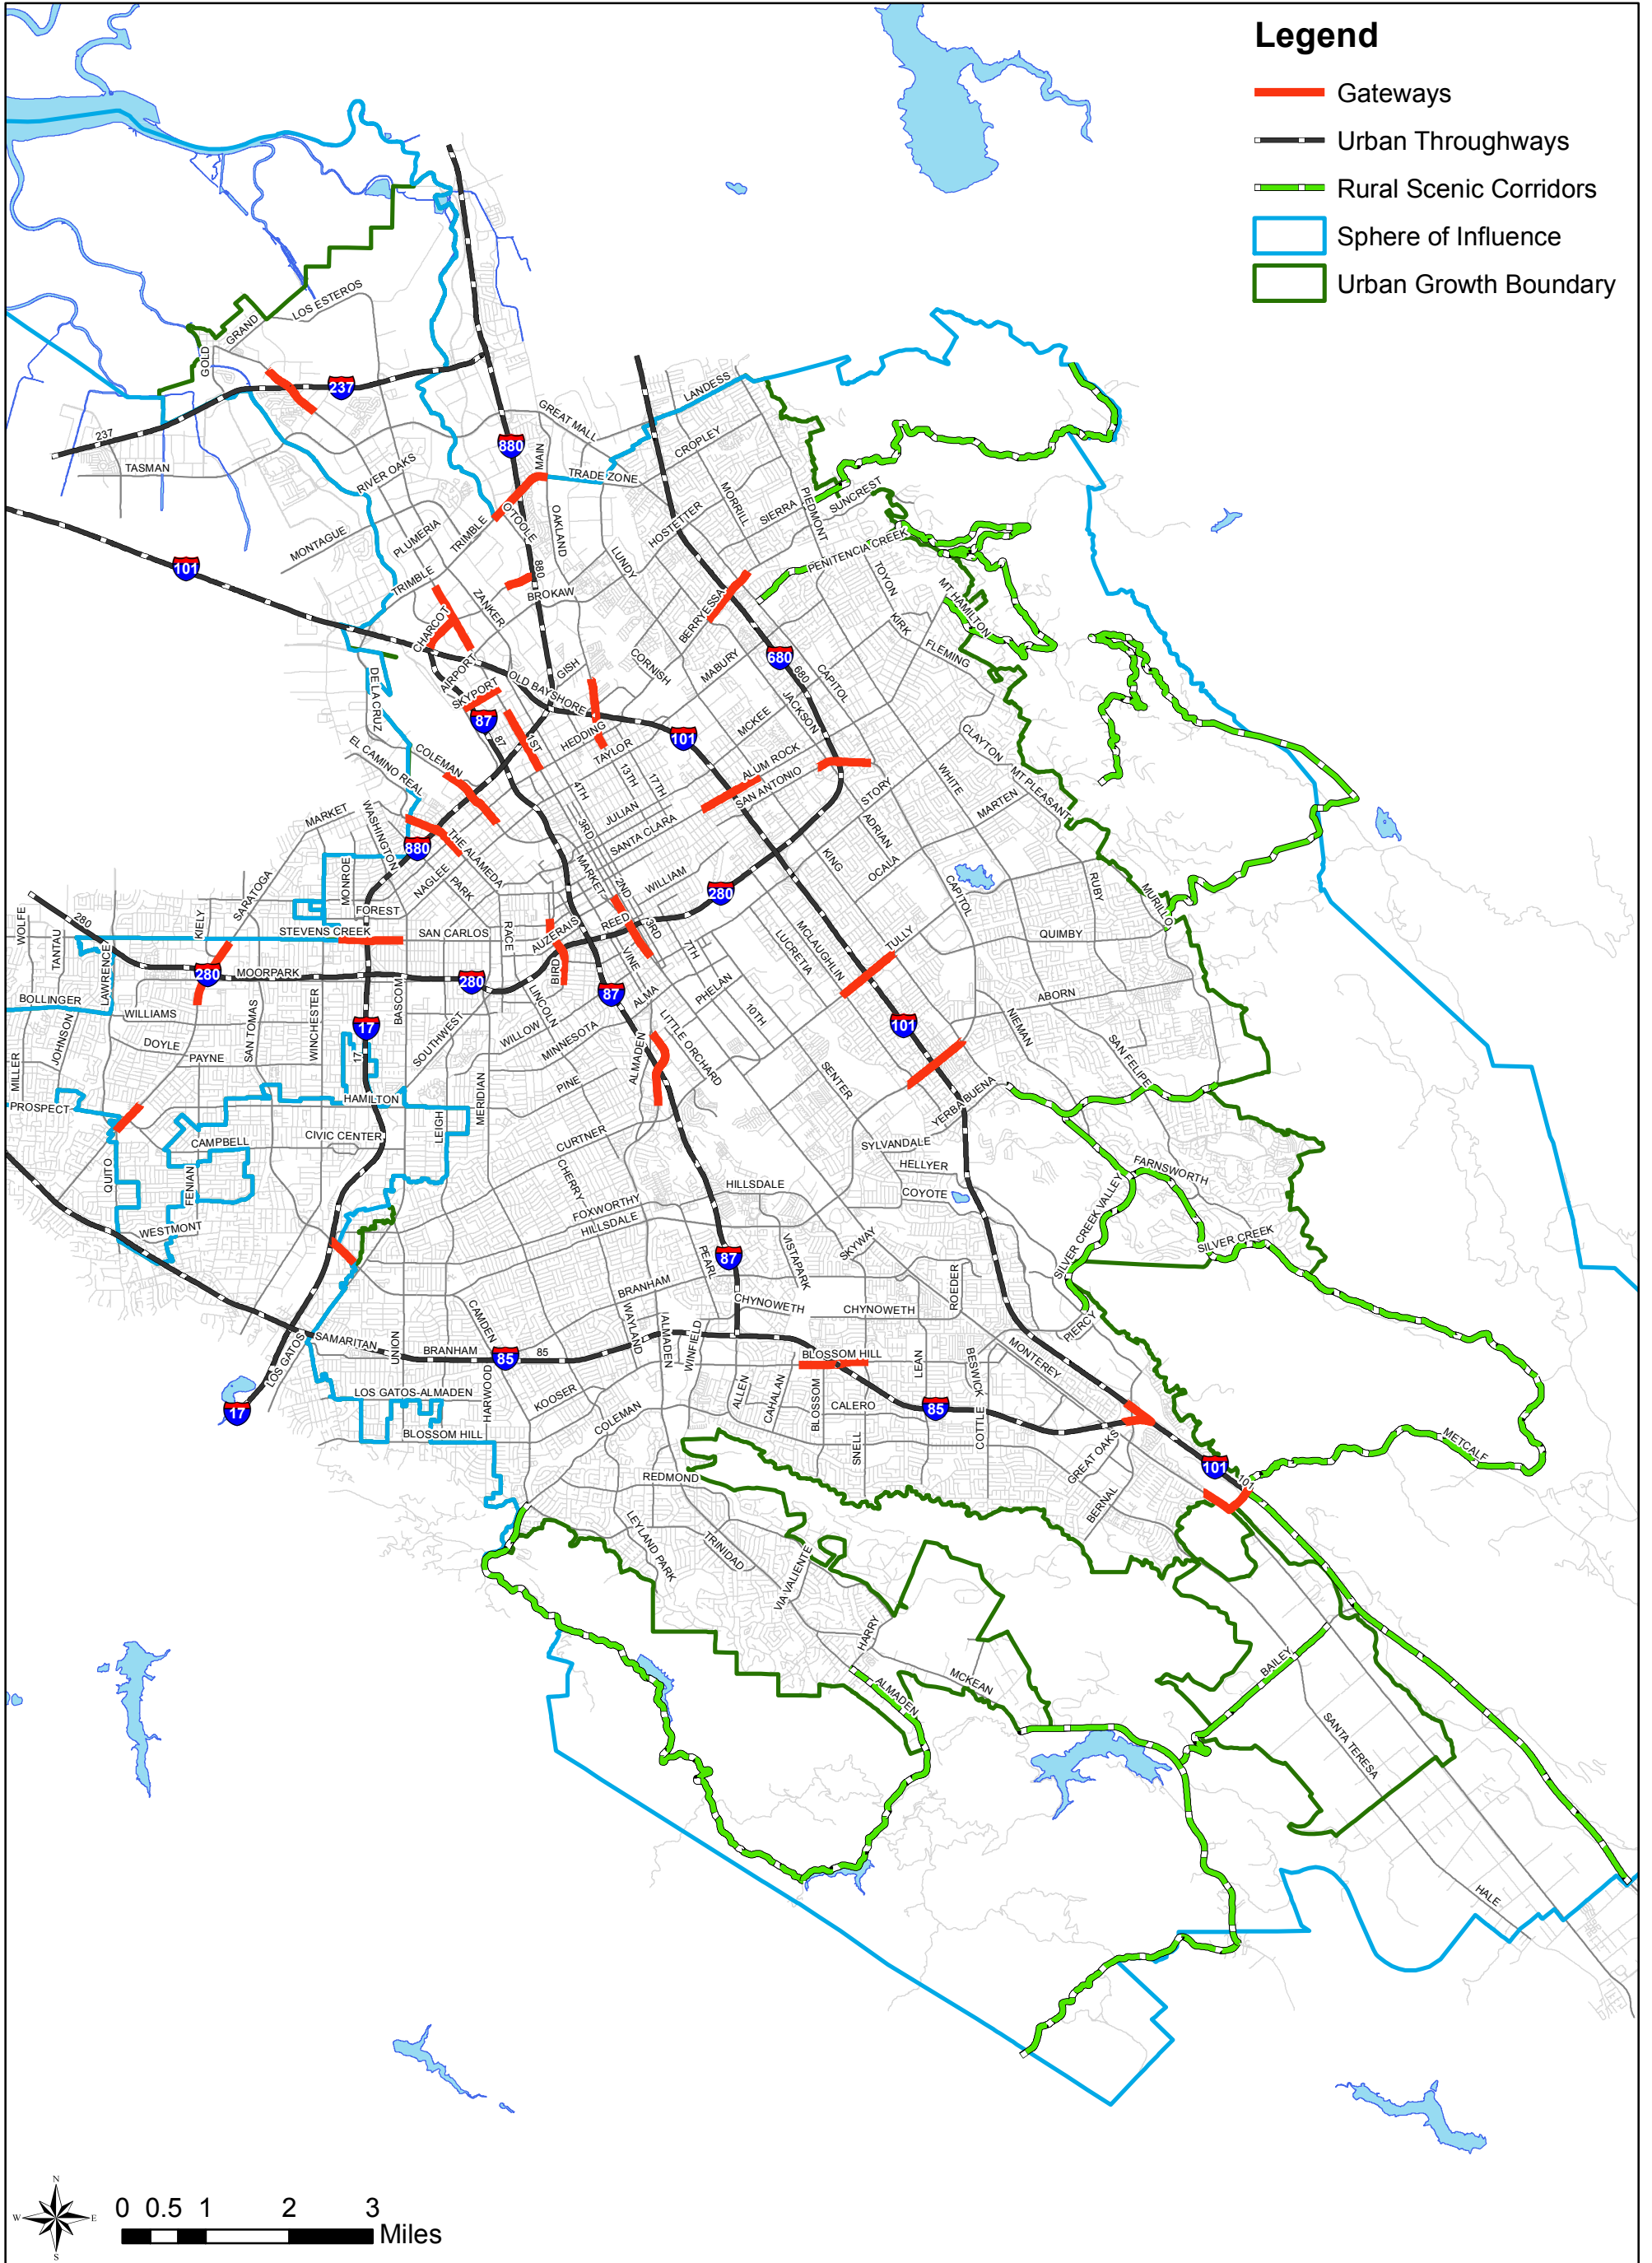 Legend
Gateways
Urban Throughways
Rural Scenic Corridors
Sphere of Influence
Urban Growth Boundary
LOS ESTEROS
GRAND
GOLD
237
237
TASMAN
LANDESS
GREAT MALL
CROPLEY
880
MAIN
TRADE ZONE
RIVER OAKS
MORRILL
PIEDMONT
SUNCREST
SIERRA
HOSTETTER
O'TOOLE
OAKLAND
PLUMERIA
TRIMBLE
MONTAGUE
LUNDY
PENITENCIA CREEK
101
880
TRIMBLE
ZANKER
BROKAW
TOYON
MT HAMILTON
BERRYESSA
CHARCOT
KIRK
FLEMING
680
680
CORNISH
MABURY
CAPITOL
GISH
AIRPORT
SKYPORT
OLD BAYSHORE
DE LA CRUZ
JACKSON
87
87
1ST
HEDDING
101
MCKEE
TAYLOR
CLAYTON
COLEMAN
EL CAMINO REAL
ALUM ROCK
SAN ANTONIO
13TH
17TH
4TH
WHITE
MT PLEASANT
STORY
MARTEN
MARKET
WASHINGTON
JULIAN
3RD
SANTA CLARA
ADRIAN
880
THE ALAMEDA
KING
OCALA
MONROE
NAGLEE
PARK
MARKET
2ND
WILLIAM
280
CAPITOL
RUBY
MURILLO
SARATOGA
FOREST
280
WOLFE
TANTAU
KIELY
STEVENS CREEK
SAN CARLOS
RACE
AUZERAIS
REED
3RD
QUIMBY
TULLY
LAWRENCE
280
MOORPARK
280
BIRD
VINE
7TH
LUCRETIA
MCLAUGHLIN
BOLLINGER
WILLIAMS
BASCOM
LINCOLN
87
ALMA
PHELAN
ABORN
JOHNSON
SAN TOMAS
WINCHESTER
17
17
SOUTHWEST
WILLOW
MINNESOTA
LITTLE ORCHARD
10TH
101
NIEMAN
DOYLE
PAYNE
MILLER
ALMADEN
SAN FELIPE
PROSPECT
HAMILTON
PINE
SENTER
YERBA BUENA
MERIDIAN
LEIGH
CAMPBELL
CIVIC CENTER
CURTNER
SYLVANDALE
QUITO
FENIAN
CHERRY
HILLSDALE
HELLYER
COYOTE
FARNSWORTH
FOXWORTHY
HILLSDALE
WESTMONT
SILVER CREEK VALLEY
SILVER CREEK
SKYWAY
VISTAPARK
PEARL
87
BRANHAM
ROEDER
CHYNOWETH
CHYNOWETH
CAMDEN
WAYLAND
ALMADEN
WINFIELD
PIERCY
MONTEREY
SAMARITAN
UNION
BRANHAM
85
85
LOS GATOS
BLOSSOM HILL
LEAN
BESWICK
17
LOS GATOS-ALMADEN
HARWOOD
KOOSER
ALLEN
CAHALAN
BLOSSOM
CALERO
85
COLEMAN
BLOSSOM HILL
SNELL
COTTLE
GREAT OAKS
METCALF
101
101
REDMOND
BERNAL
LEYLAND PARK
TRINIDAD
VIA VALIENTE
HARRY
MCKEAN
ALMADEN
BAILEY
SANTA TERESA
HALE
N
W
E
S
0 0.5 1 2 3
Miles